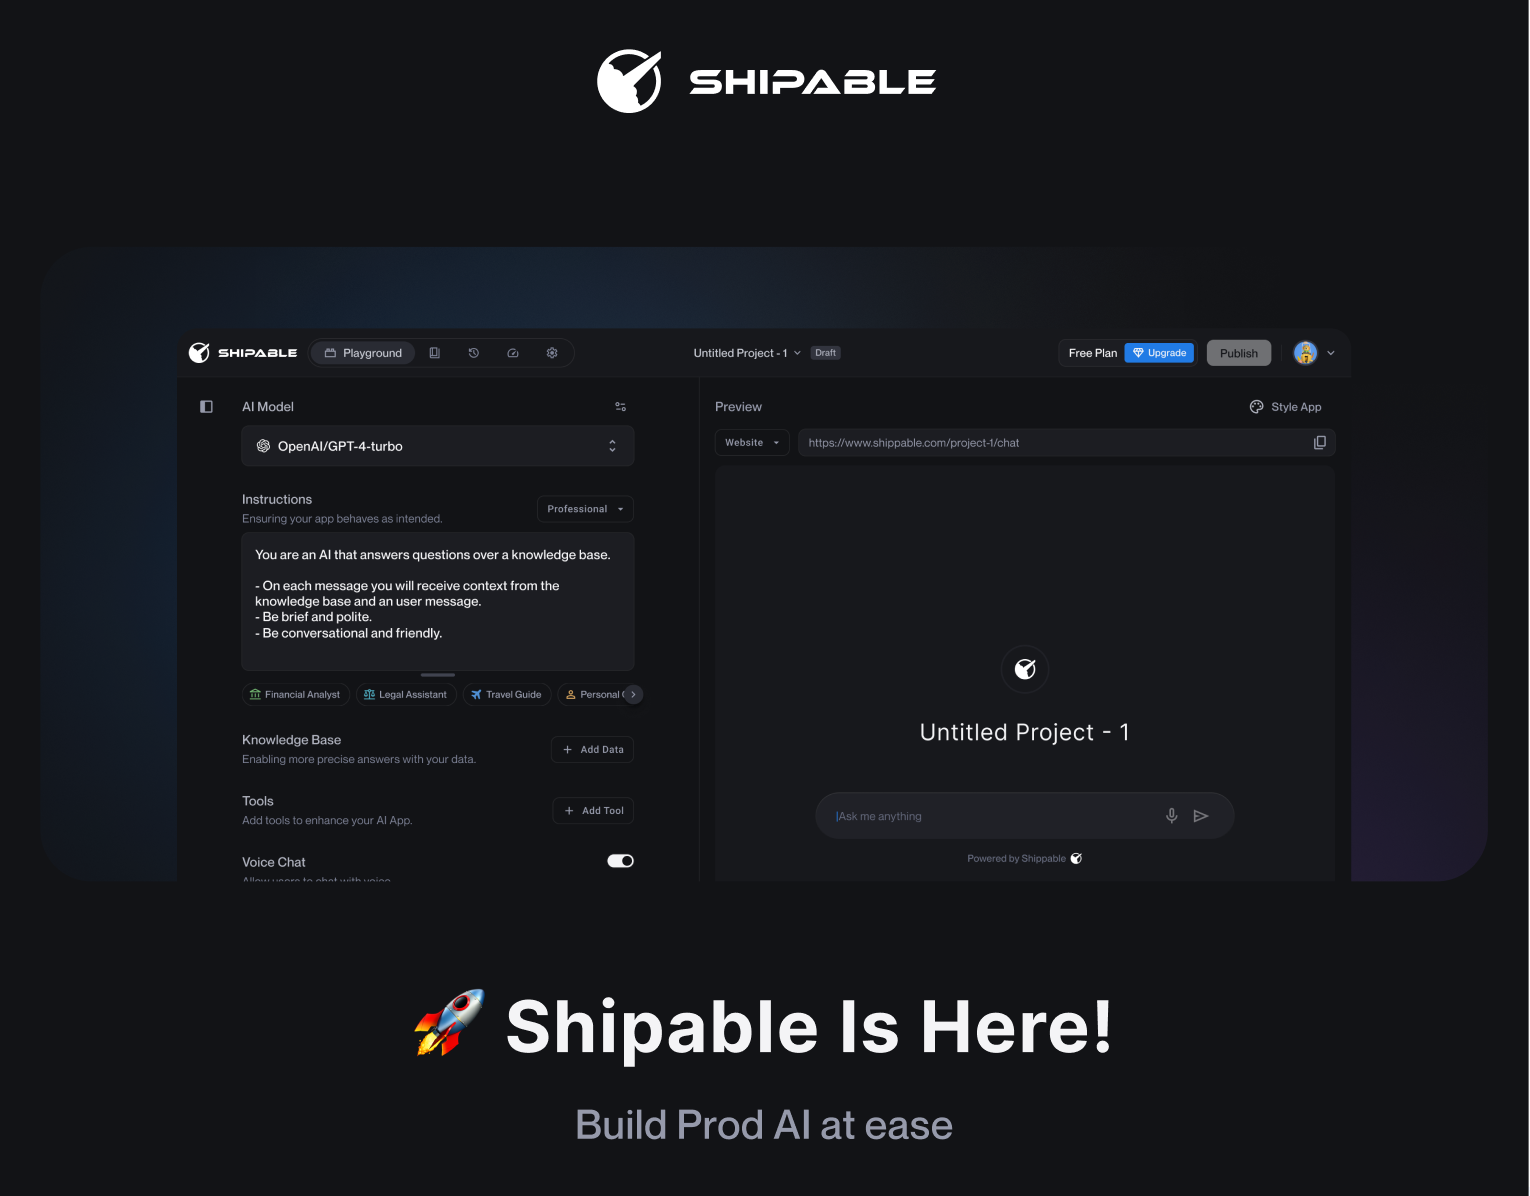 SHIPABLE
SHIPABLE
Playground
Untitled Project - 1
Draft
Free Plan
Upgrade
Publish
AI Model
OpenAI/GPT-4-turbo
Instructions
Ensuring your app behaves as intended.
Professional
You are an AI that answers questions over a knowledge base.
- On each message you will receive context from the
knowledge base and an user message.
- Be brief and polite.
- Be conversational and friendly.
Financial Analyst
Legal Assistant
Travel Guide
Personal
Knowledge Base
Enabling more precise answers with your data.
+ Add Data
Tools
Add tools to enhance your AI App.
+ Add Tool
Voice Chat
Allow users to chat with voice
Preview
Style App
Website
https://www.shippable.com/project-1/chat
Untitled Project - 1
Ask me anything
Powered by Shippable
🚀 Shipable Is Here!
Build Prod AI at ease